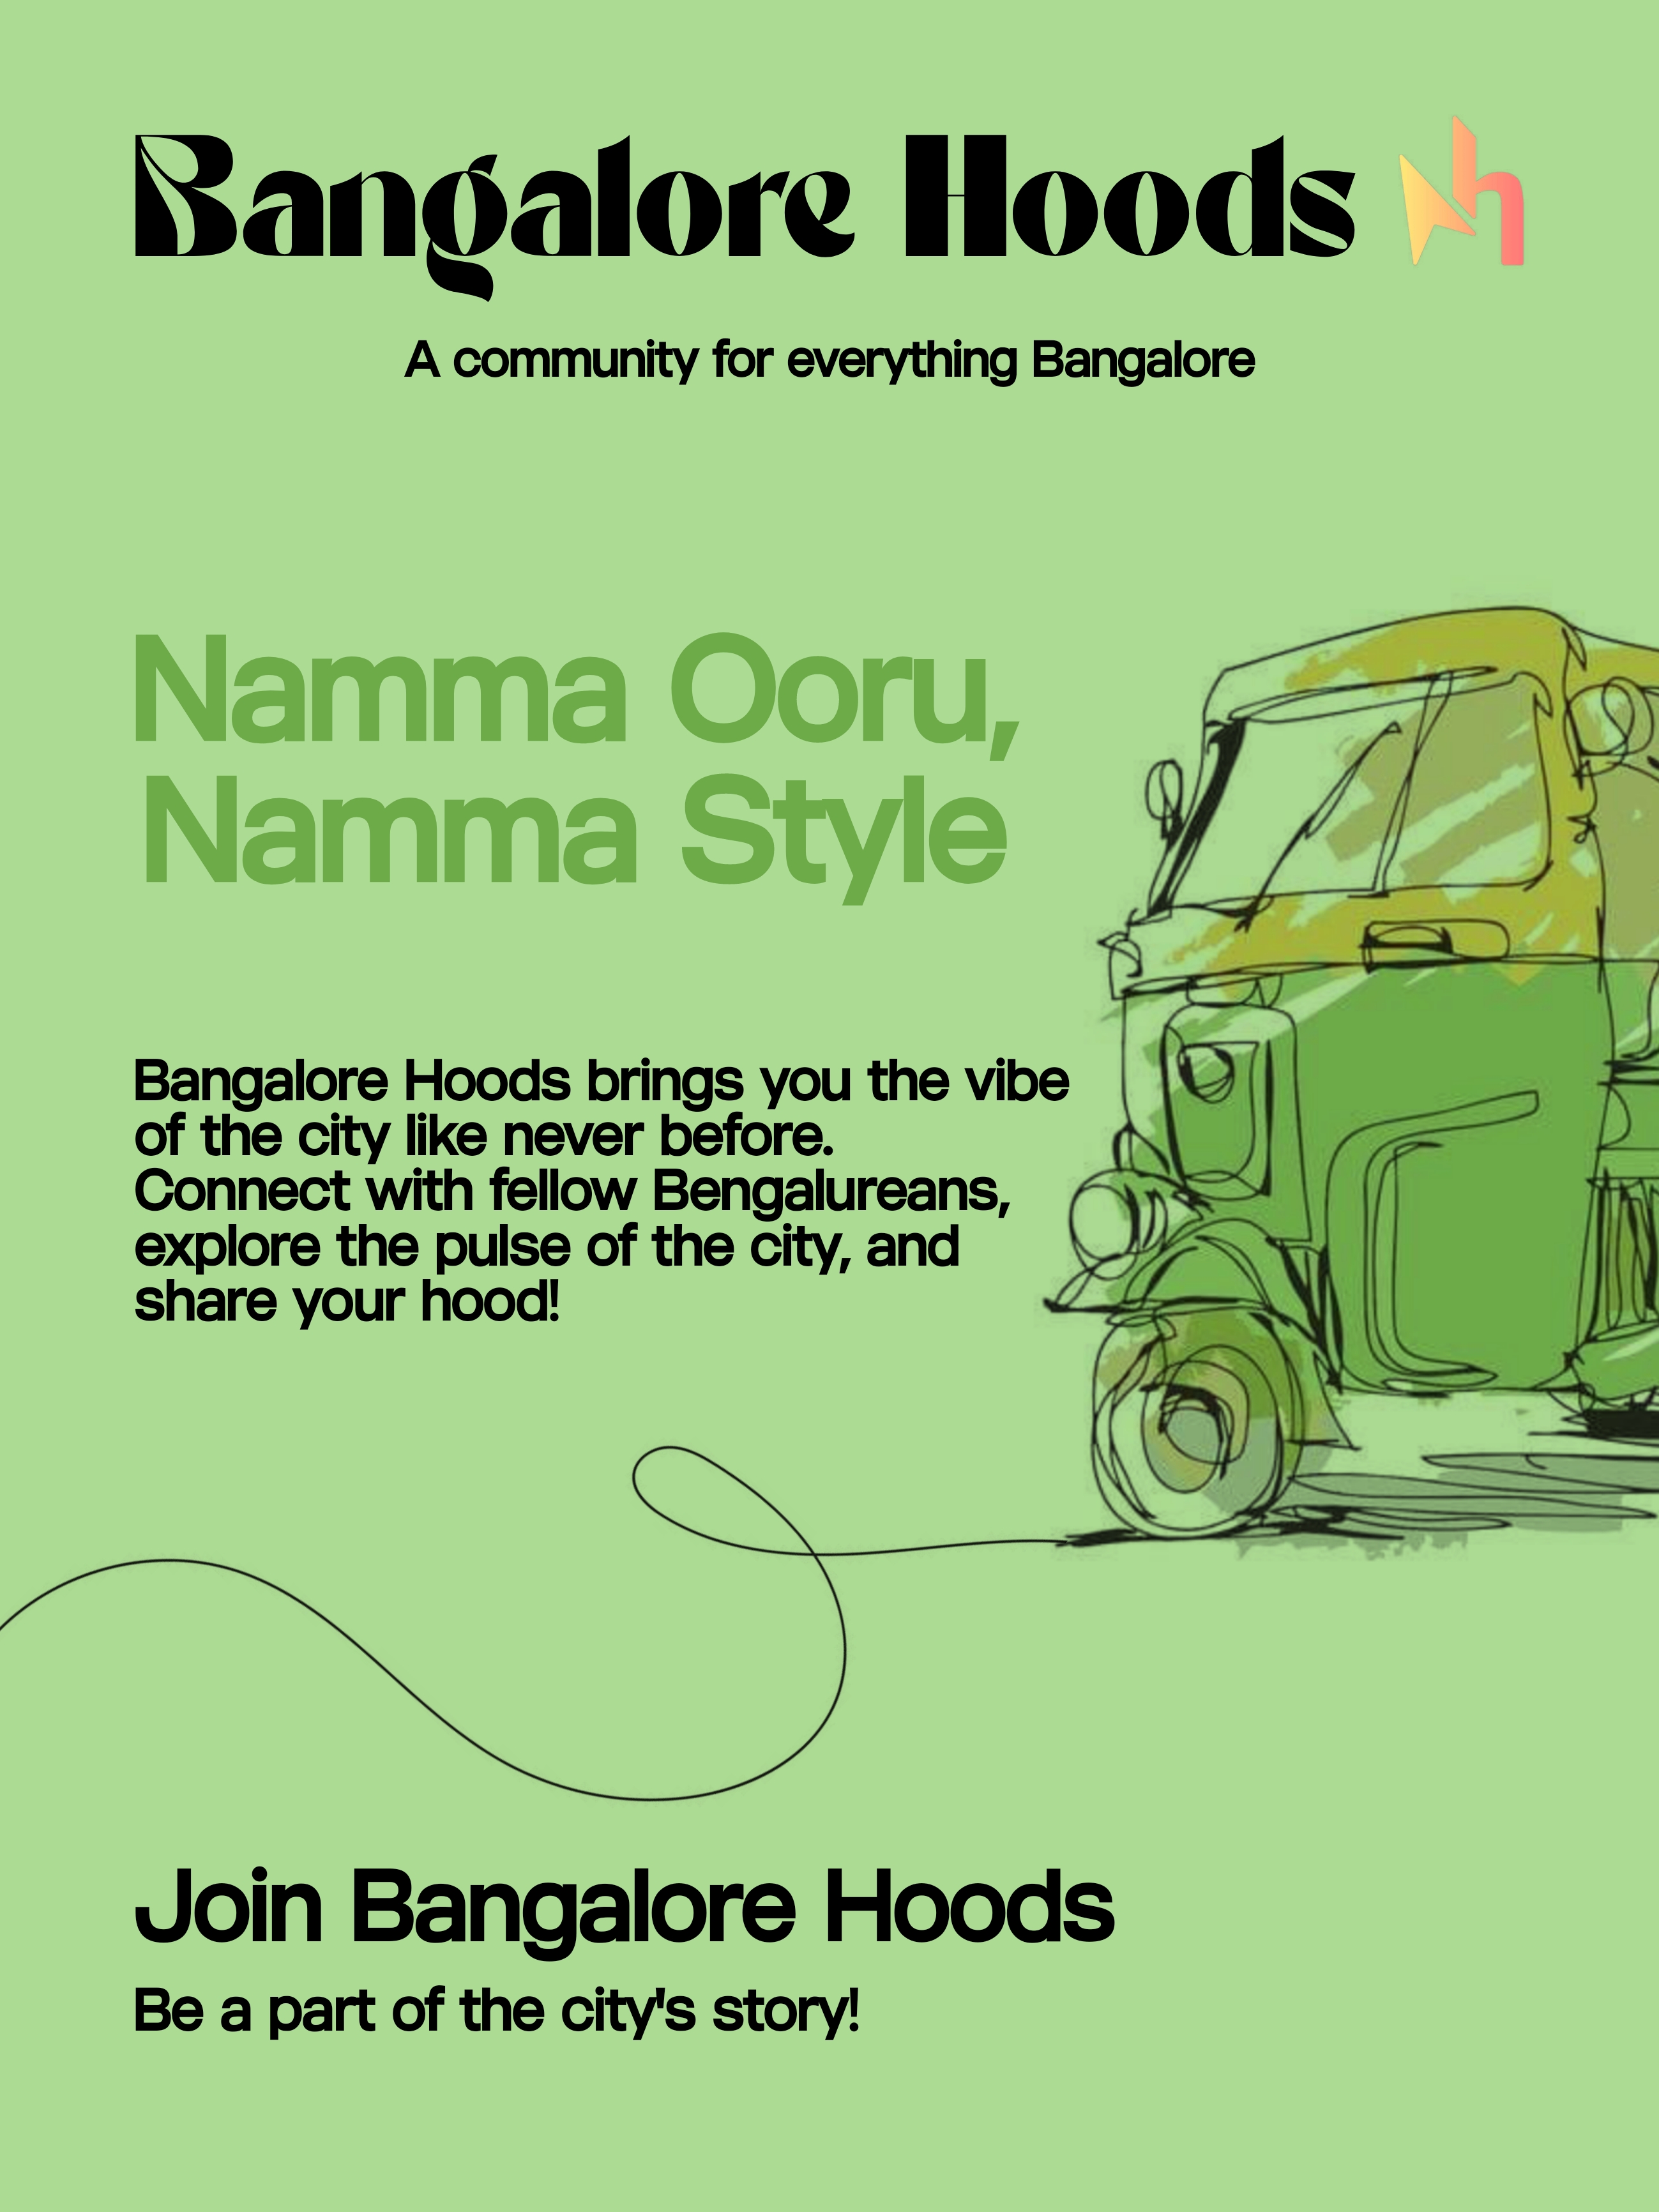 Bangalore Hoods
A community for everything Bangalore
Namma Ooru,
Namma Style
Bangalore Hoods brings you the vibe
of the city like never before.
Connect with fellow Bengalureans,
explore the pulse of the city, and
share your hood!
Join Bangalore Hoods
Be a part of the city's story!